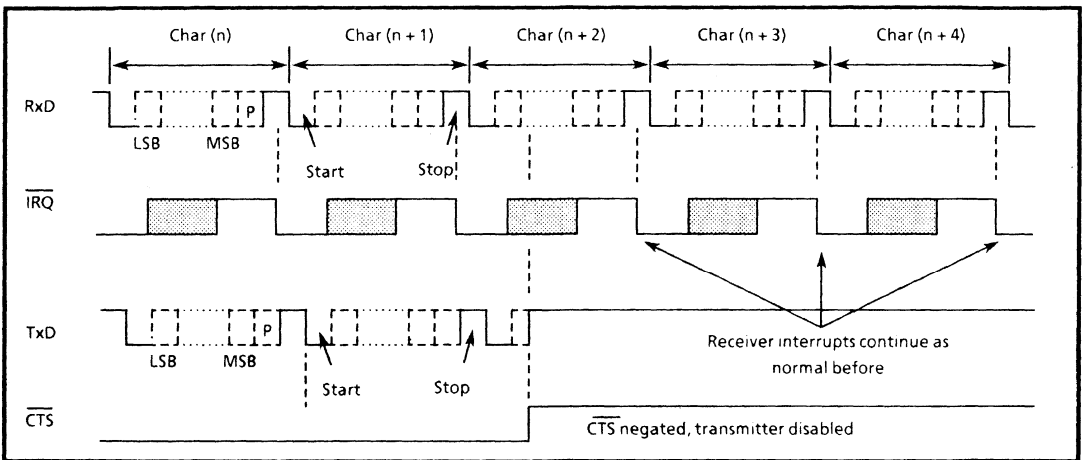 Char (n) Char (n + 1) Char (n + 2) Char (n + 3) Char (n + 4)
RxD
P
LSB MSB
Start Stop
IRQ
TxD
P
LSB MSB
Start Stop
Receiver interrupts continue as
normal before
CTS
CTS negated, transmitter disabled